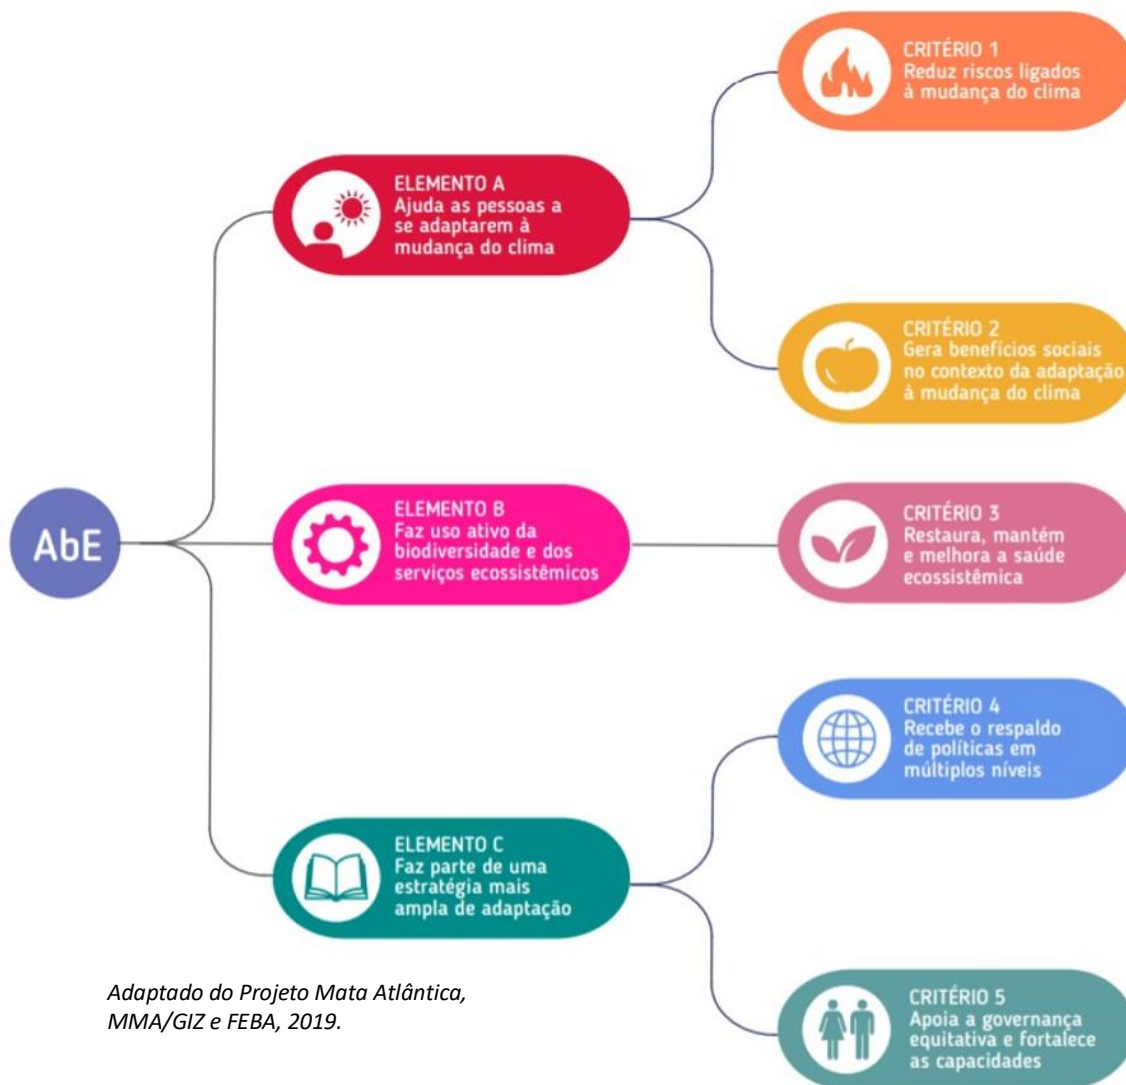 CRITÉRIO 1
Reduz riscos ligados
à mudança do clima
ELEMENTO A
Ajuda as pessoas a
se adaptarem à
mudança do clima
CRITÉRIO 2
Gera benefícios sociais
no contexto da adaptação
à mudança do clima
AbE
ELEMENTO B
Faz uso ativo da
biodiversidade e dos
serviços ecossistêmicos
CRITÉRIO 3
Restaura, mantém
e melhora a saúde
ecossistêmica
CRITÉRIO 4
Recebe o respaldo
de políticas em
múltiplos níveis
ELEMENTO C
Faz parte de uma
estratégia mais
ampla de adaptação
CRITÉRIO 5
Apoia a governança
equitativa e fortalece
as capacidades
Adaptado do Projeto Mata Atlântica,
MMA/GIZ e FEBA, 2019.